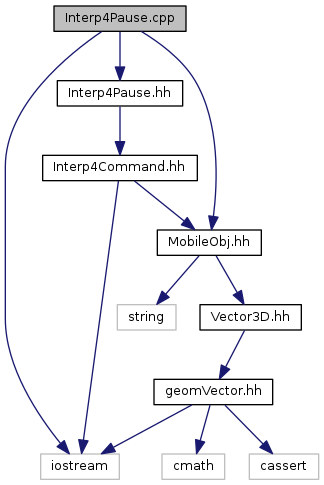 Interp4Pause.cpp
Interp4Pause.hh
Interp4Command.hh
MobileObj.hh
string
Vector3D.hh
geomVector.hh
iostream
cmath
cassert